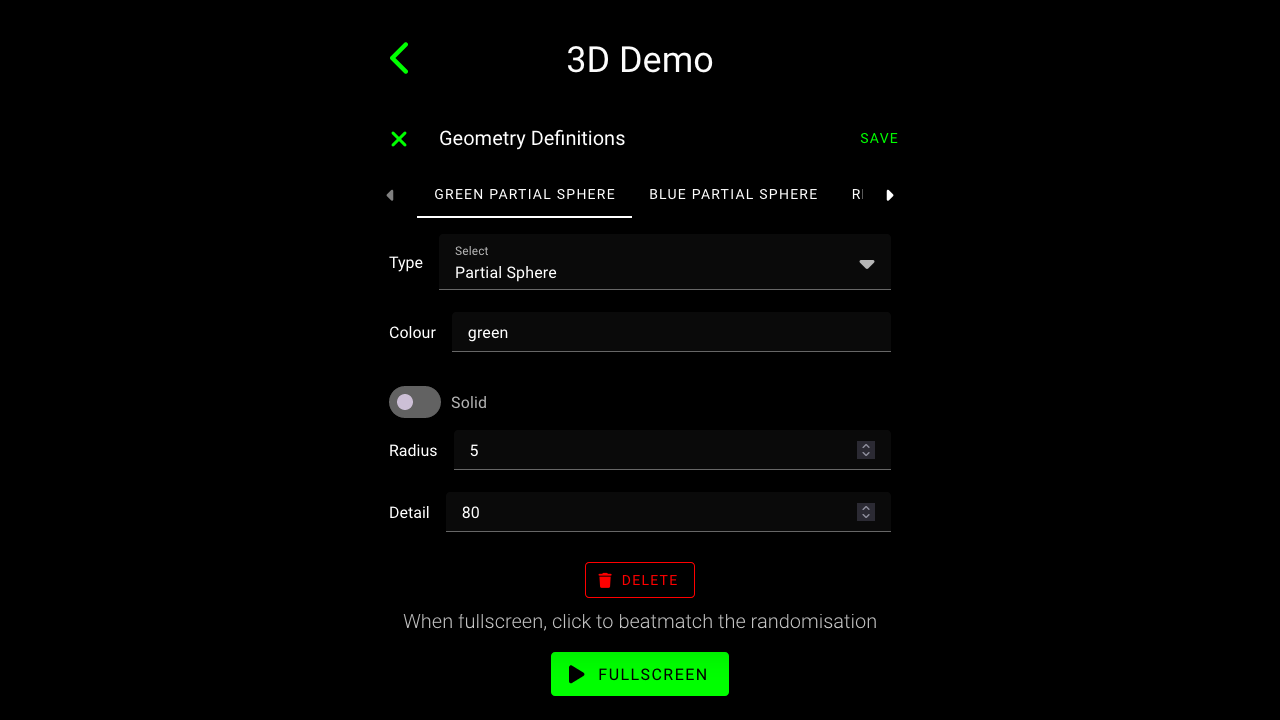 3D Demo
Geometry Definitions
SAVE
GREEN PARTIAL SPHERE
BLUE PARTIAL SPHERE
Type
Select
Partial Sphere
Colour
green
Solid
Radius
5
Detail
80
DELETE
When fullscreen, click to beatmatch the randomisation
FULLSCREEN